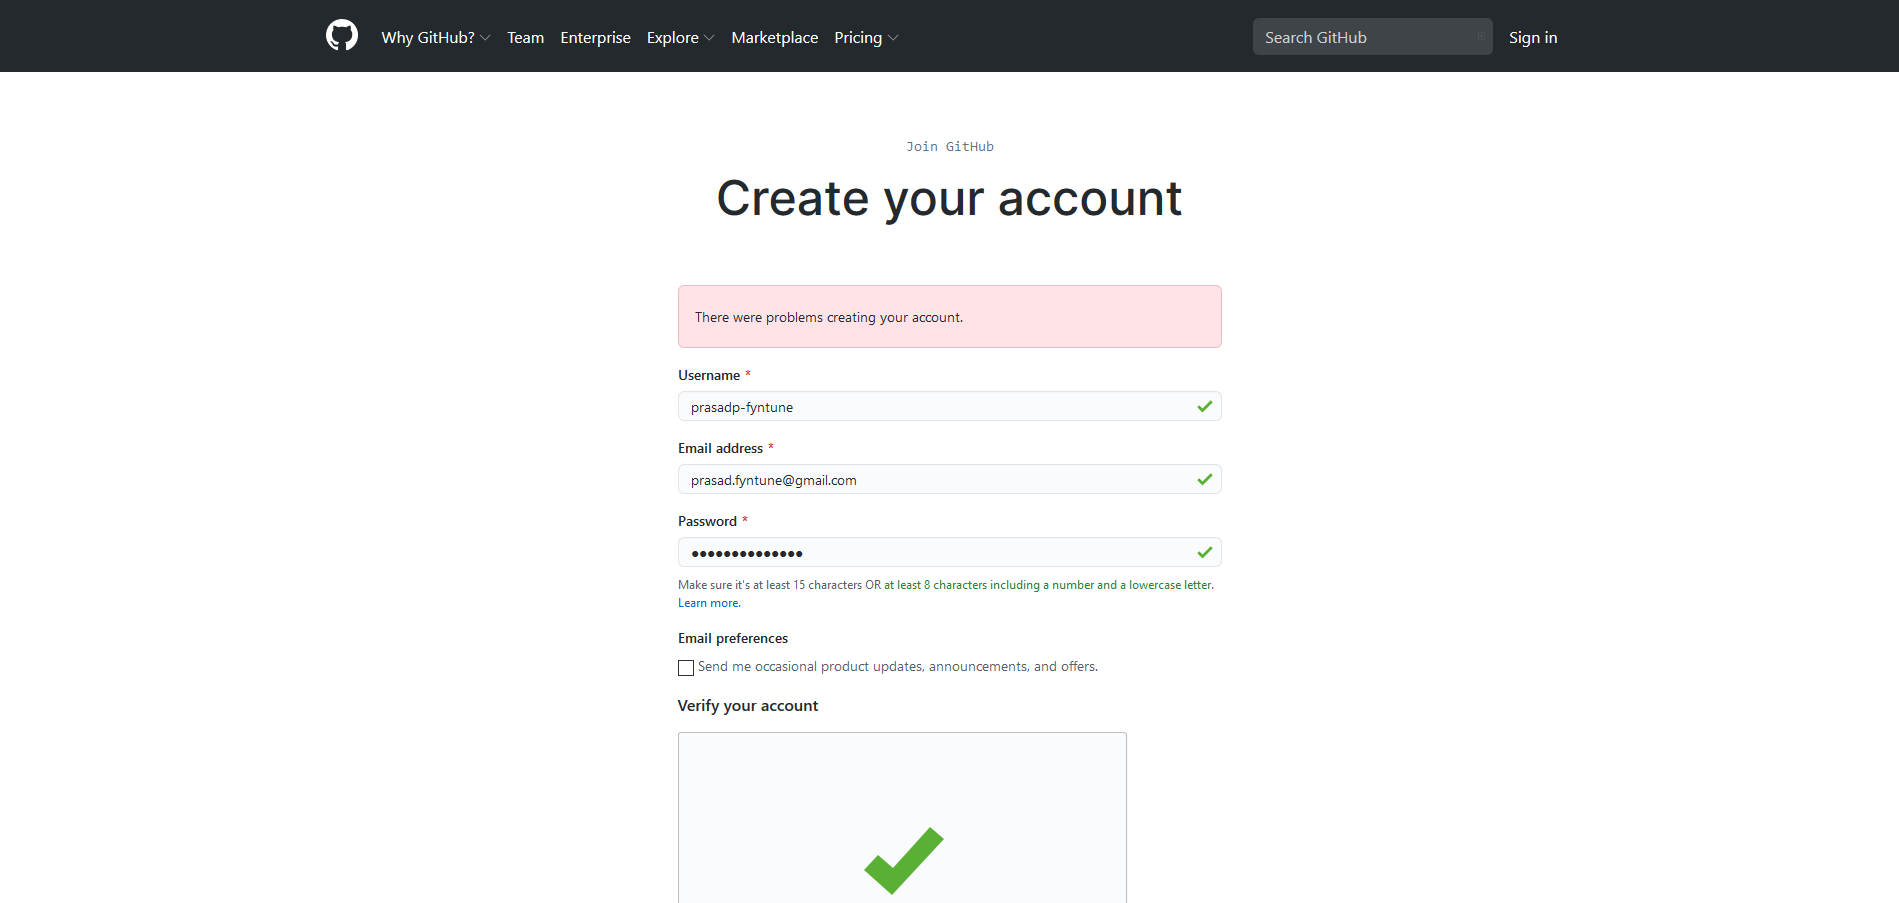 Why GitHub? Team Enterprise Explore Marketplace Pricing Search GitHub Sign in
Join GitHub
Create your account
There were problems creating your account.
Username *
prasadp-fyntune
Email address *
prasad.fyntune@gmail.com
Password *
●●●●●●●●●●●●●●
Make sure it's at least 15 characters OR at least 8 characters including a number and a lowercase letter.
Learn more.
Email preferences
Send me occasional product updates, announcements, and offers.
Verify your account